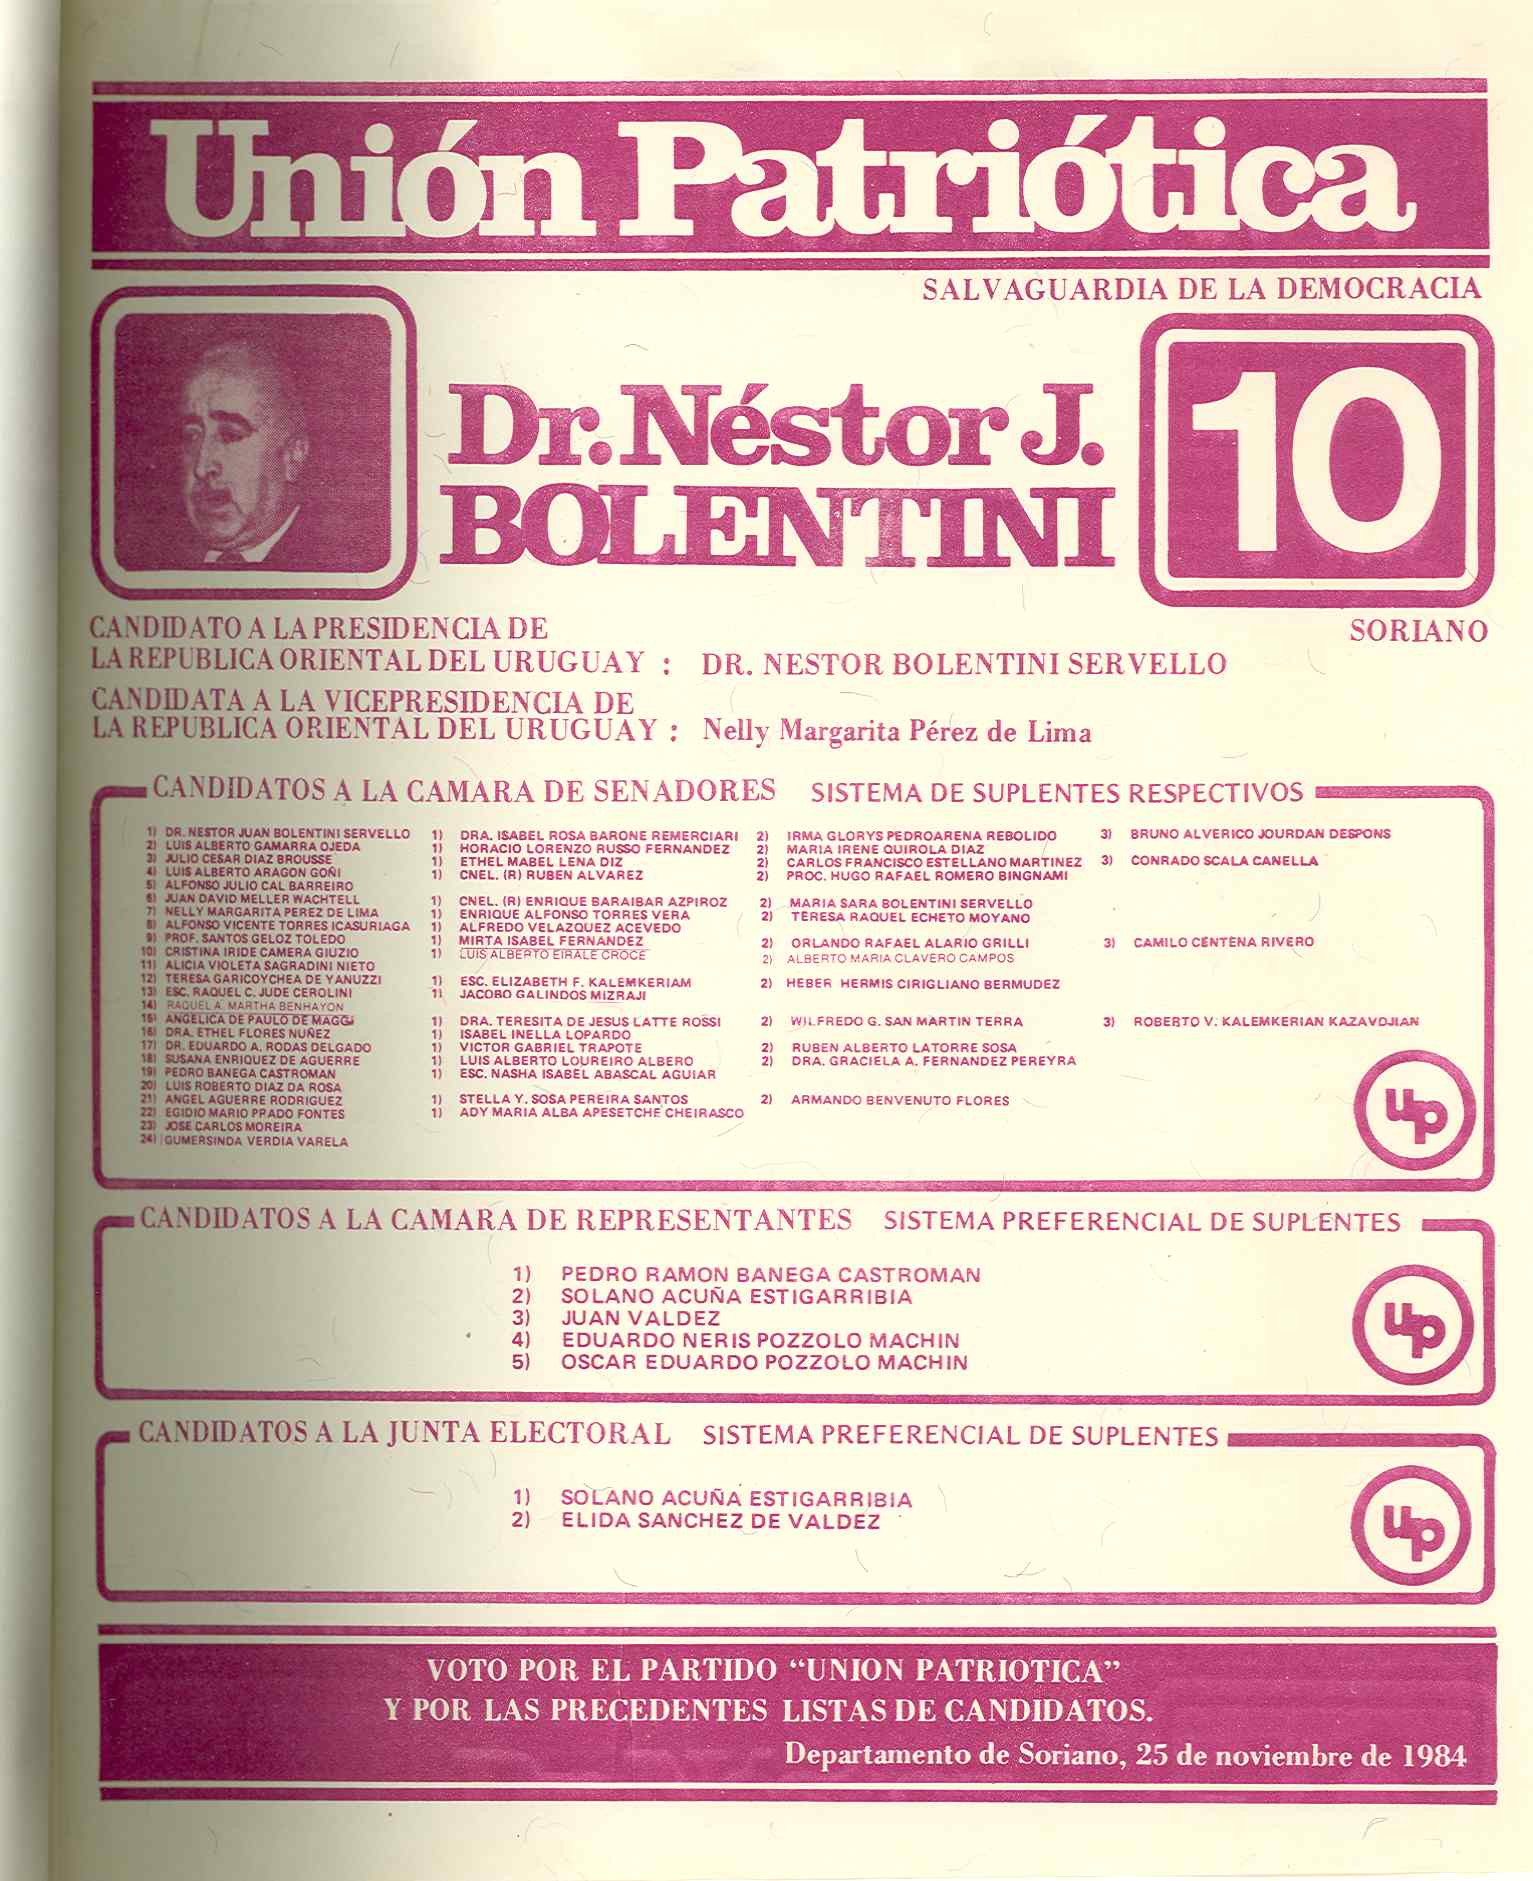 Unión Patriótica
SALVAGUARDIA DE LA DEMOCRACIA
Dr. Néstor J.
BOLENTINI
10
CANDIDATO A LA PRESIDENCIA DE
SORIANO
LA REPUBLICA ORIENTAL DEL URUGUAY : DR. NESTOR BOLENTINI SERVELLO
CANDIDATA A LA VICEPRESIDENCIA DE
LA REPUBLICA ORIENTAL DEL URUGUAY : Nelly Margarita Pérez de Lima
CANDIDATOS A LA CAMARA DE SENADORES SISTEMA DE SUPLENTES RESPECTIVOS
1) DR. NESTOR JUAN BOLENTINI SERVELLO 1) DRA. ISABEL ROSA BARONE REMERCIARI 2) IRMA GLORYS PEDROARENA REBOLIDO 3) BRUNO ALVERICO JOURDAN DESPONS
2) LUIS ALBERTO GAMARRA OJEDA 1) HORACIO LORENZO RUSSO FERNANDEZ 2) MARIA IRENE QUIROLA DIAZ
3) JULIO CESAR DIAZ BROUSSE 1) ETHEL MABEL LENA DIZ 2) CARLOS FRANCISCO ESTELLANO MARTINEZ 3) CONRADO SCALA CANELLA
4) LUIS ALBERTO ARAGON GOÑI 1) CNEL. (R) RUBEN ALVAREZ 2) PROC. HUGO RAFAEL ROMERO BINGNAMI
5) ALFONSO JULIO CAL BARREIRO
6) JUAN DAVID MELLER WACHTELL 1) CNEL. (R) ENRIQUE BARAIBAR AZPIROZ 2) MARIA SARA BOLENTINI SERVELLO
7) NELLY MARGARITA PEREZ DE LIMA 1) ENRIQUE ALFONSO TORRES VERA 2) TERESA RAQUEL ECHETO MOYANO
8) ALFONSO VICENTE TORRES ICASURIAGA 1) ALFREDO VELAZQUEZ ACEVEDO
9) PROF. SANTOS GELOZ TOLEDO 1) MIRTA ISABEL FERNANDEZ 2) ORLANDO RAFAEL ALARIO GRILLI 3) CAMILO CENTENA RIVERO
10) CRISTINA IRIDE CAMERA GIUZIO 1) LUIS ALBERTO EIRALE CROCE 2) ALBERTO MARIA CLAVERO CAMPOS
11) ALICIA VIOLETA SAGRADINI NIETO
12) TERESA GARICOYCHEA DE YANUZZI 1) ESC. ELIZABETH F. KALEMKERIAM 2) HEBER HERMIS CIRIGLIANO BERMUDEZ
13) ESC. RAQUEL C. JUDE CEROLINI 1) JACOBO GALINDOS MIZRAJI
14) RAQUEL A. MARTHA BENHAYON
15) ANGELICA DE PAULO DE MAGGI 1) DRA. TERESITA DE JESUS LATTE ROSSI 2) WILFREDO G. SAN MARTIN TERRA 3) ROBERTO V. KALEMKERIAN KAZAVDJIAN
16) DRA. ETHEL FLORES NUÑEZ 1) ISABEL INELLA LOPARDO
17) DR. EDUARDO A. RODAS DELGADO 1) VICTOR GABRIEL TRAPOTE 2) RUBEN ALBERTO LATORRE SOSA
18) SUSANA ENRIQUEZ DE AGUERRE 1) LUIS ALBERTO LOUREIRO ALBERO 2) DRA. GRACIELA A. FERNANDEZ PEREYRA
19) PEDRO BANEGA CASTROMAN 1) ESC. NASHA ISABEL ABASCAL AGUIAR
20) LUIS ROBERTO DIAZ DA ROSA
21) ANGEL AGUERRE RODRIGUEZ 1) STELLA Y. SOSA PEREIRA SANTOS 2) ARMANDO BENVENUTO FLORES
22) EGIDIO MARIO PRADO FONTES 1) ADY MARIA ALBA APESETCHE CHEIRASCO
23) JOSE CARLOS MOREIRA
24) GUMERSINDA VERDIA VARELA
up
CANDIDATOS A LA CAMARA DE REPRESENTANTES SISTEMA PREFERENCIAL DE SUPLENTES
1) PEDRO RAMON BANEGA CASTROMAN
2) SOLANO ACUÑA ESTIGARRIBIA
3) JUAN VALDEZ
4) EDUARDO NERIS POZZOLO MACHIN
5) OSCAR EDUARDO POZZOLO MACHIN
up
CANDIDATOS A LA JUNTA ELECTORAL SISTEMA PREFERENCIAL DE SUPLENTES
1) SOLANO ACUÑA ESTIGARRIBIA
2) ELIDA SANCHEZ DE VALDEZ
up
VOTO POR EL PARTIDO “UNION PATRIOTICA”
Y POR LAS PRECEDENTES LISTAS DE CANDIDATOS.
Departamento de Soriano, 25 de noviembre de 1984